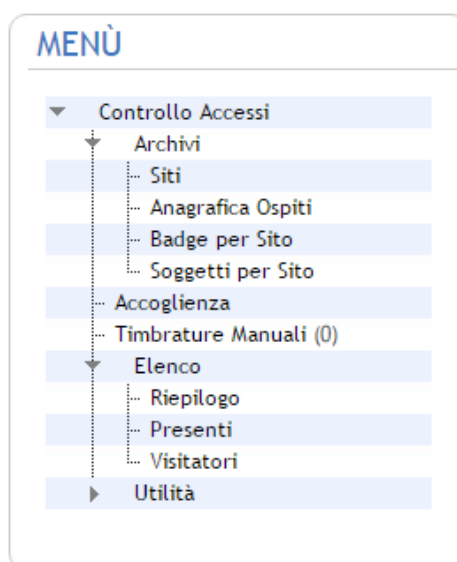 MENÙ
Controllo Accessi
Archivi
Siti
Anagrafica Ospiti
Badge per Sito
Soggetti per Sito
Accoglienza
Timbrature Manuali (0)
Elenco
Riepilogo
Presenti
Visitatori
Utilità